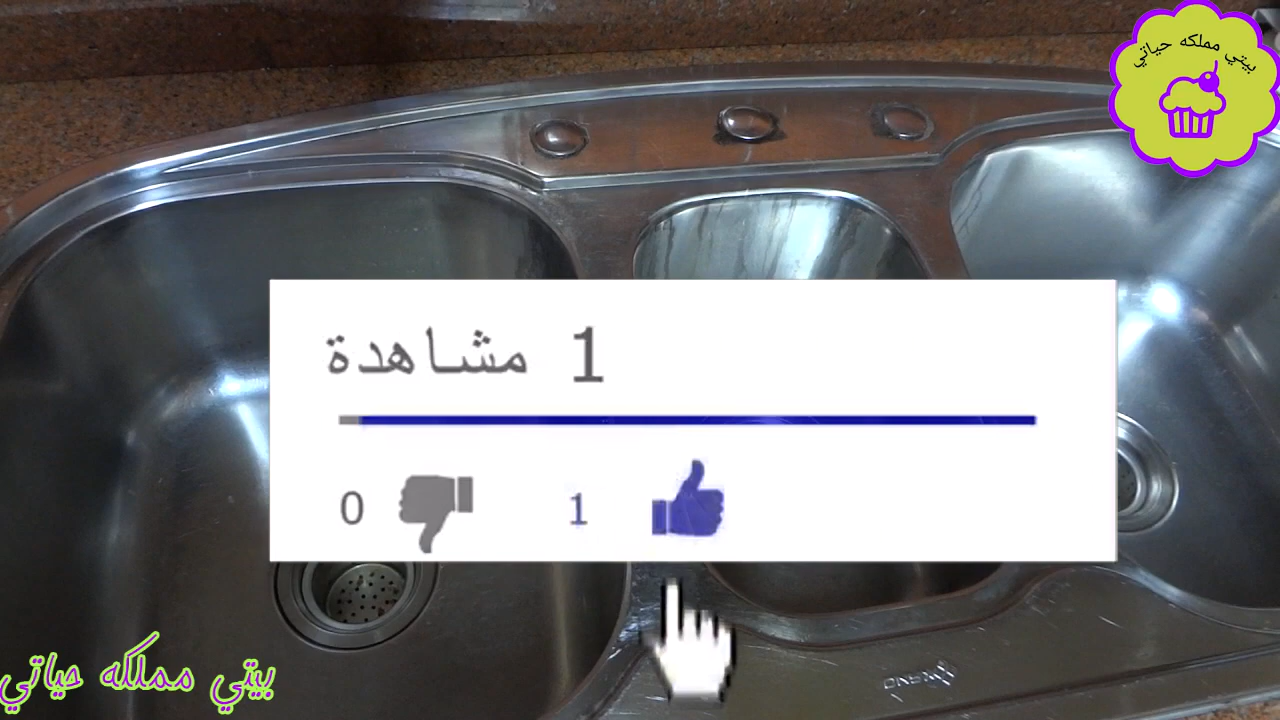 بيتي مملكه حياتي
1 مشاهدة
0
1
بيتي مملكه حياتي